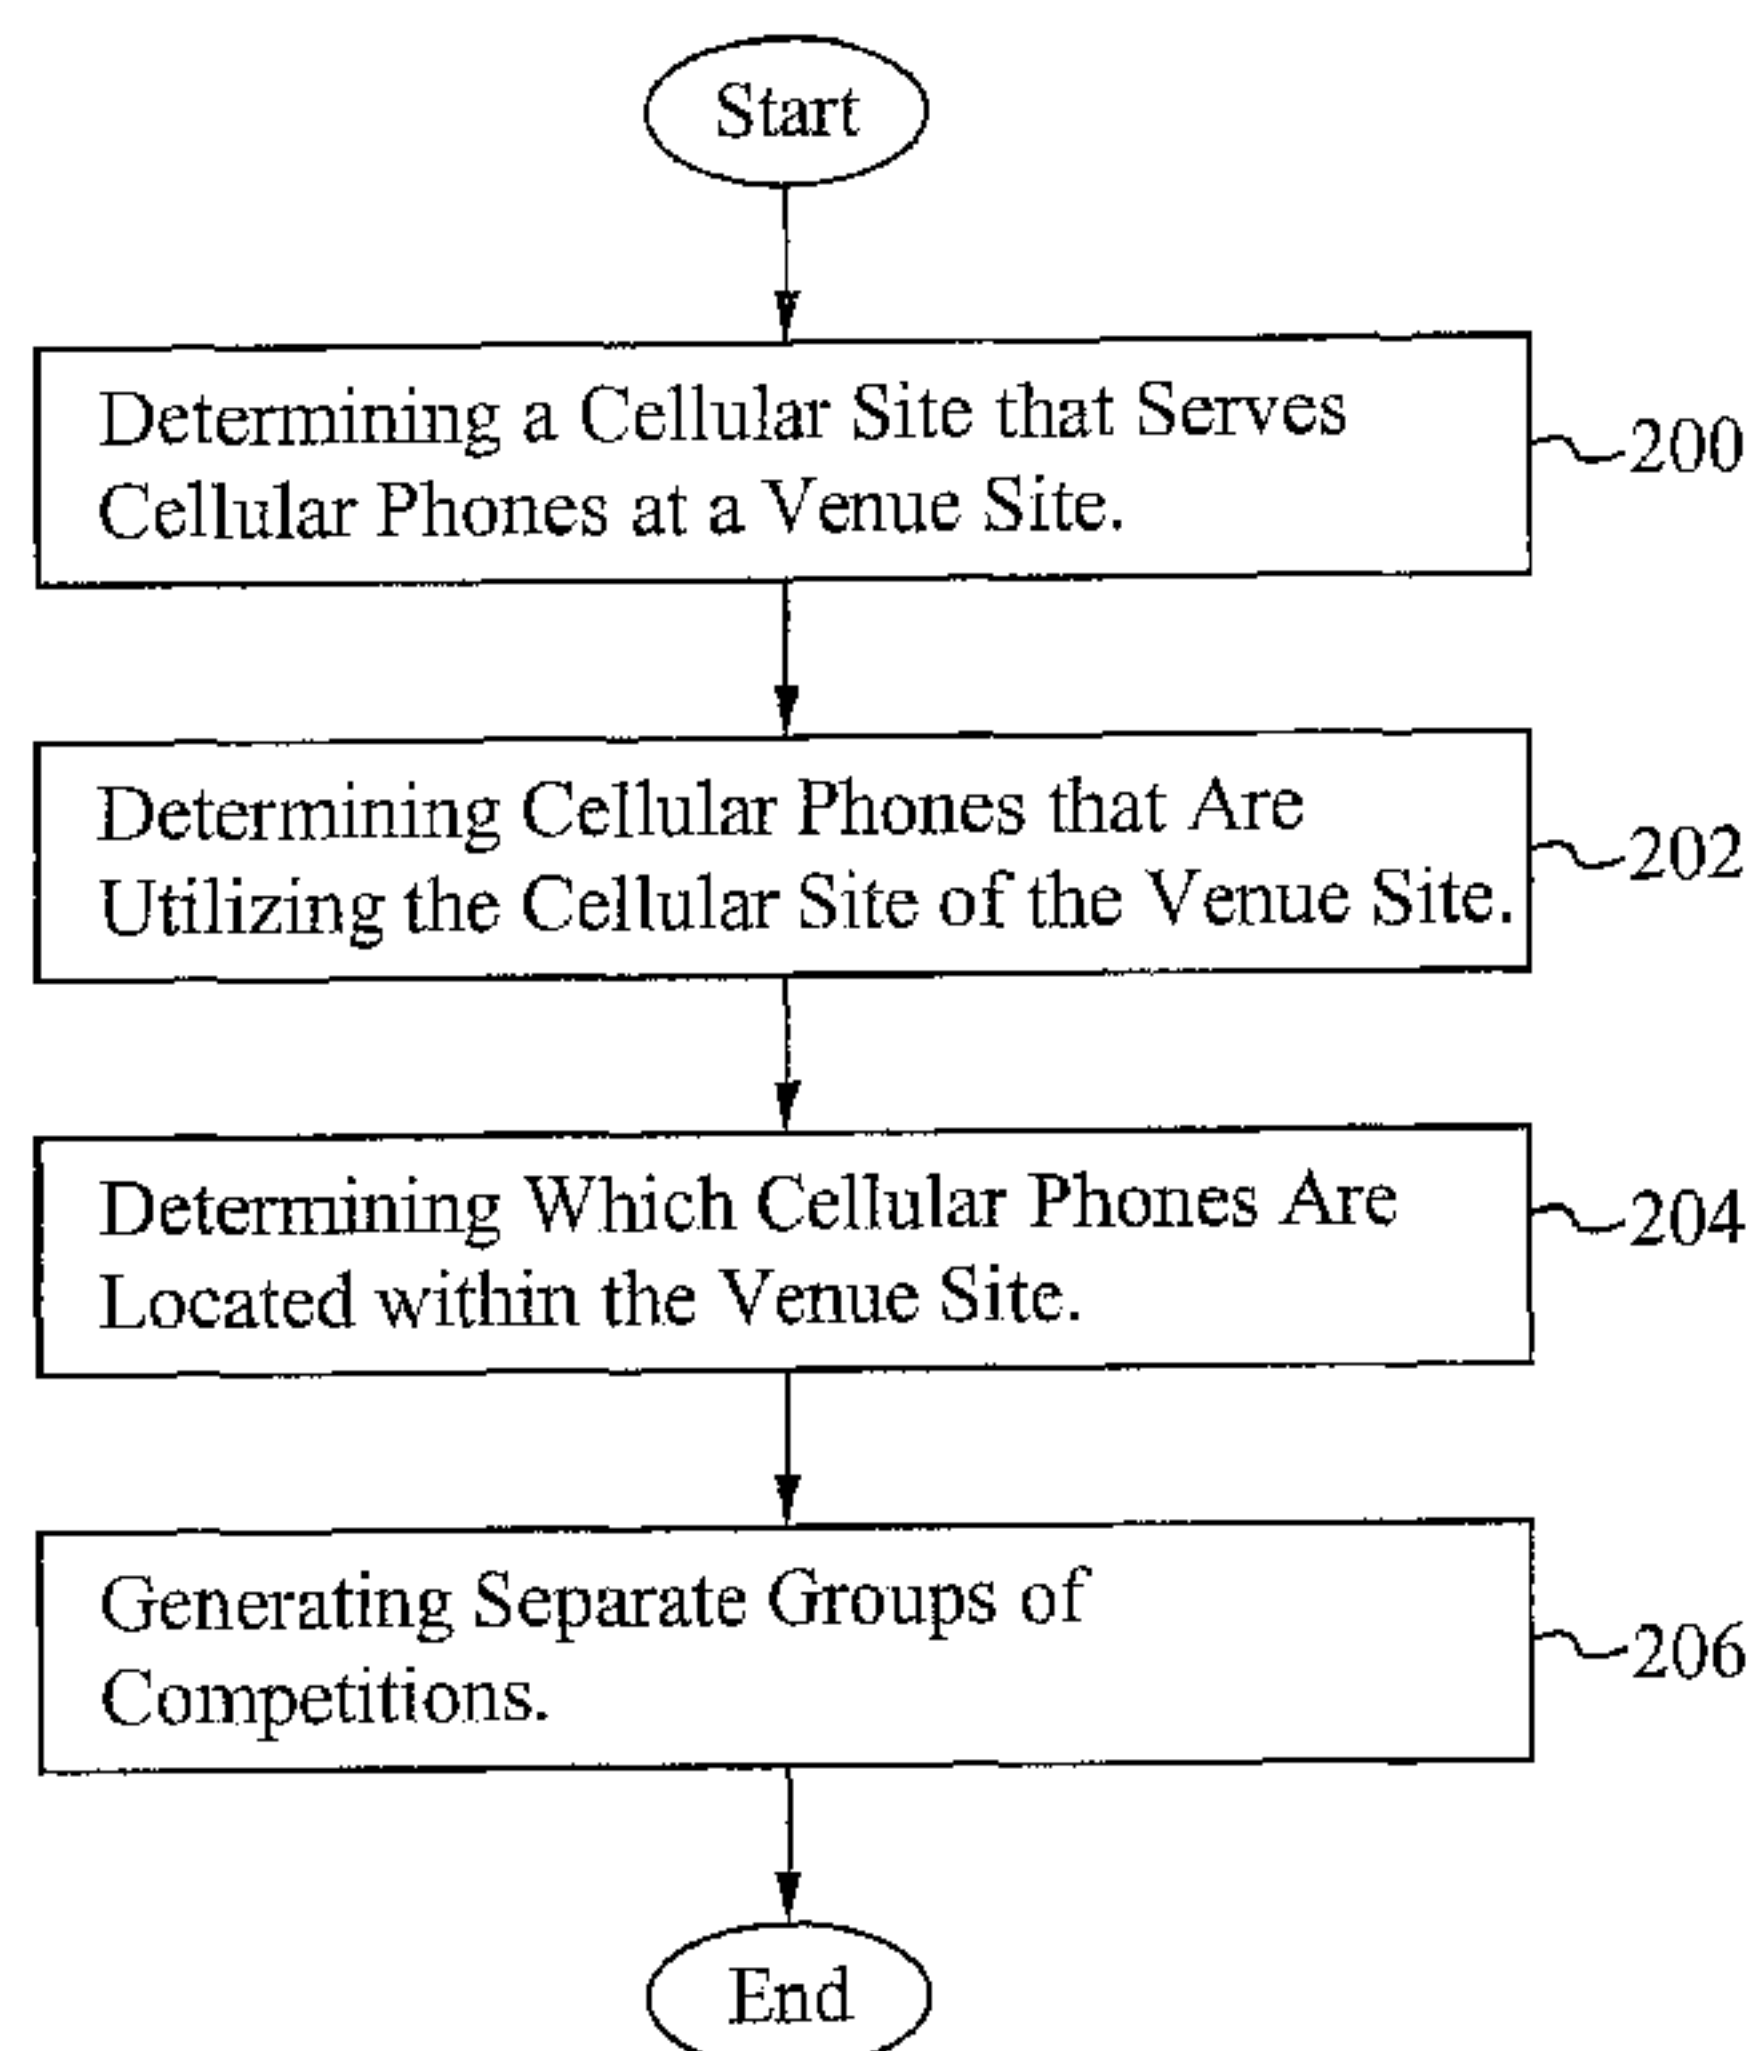 Start
Determining a Cellular Site that Serves
Cellular Phones at a Venue Site.
200
Determining Cellular Phones that Are
Utilizing the Cellular Site of the Venue Site.
202
Determining Which Cellular Phones Are
Located within the Venue Site.
204
Generating Separate Groups of
Competitions.
206
End